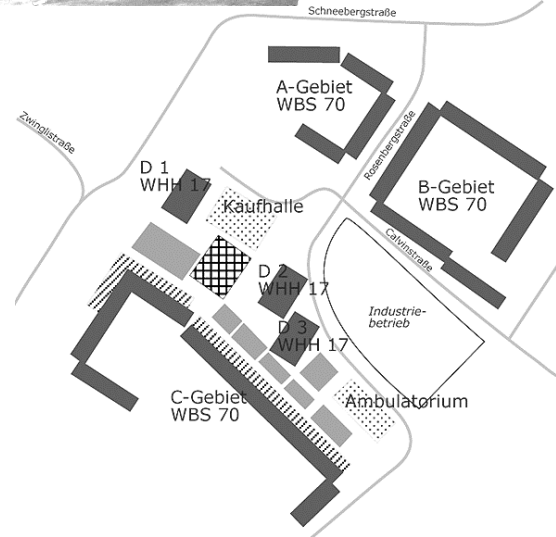 Schneebergstraße
A-Gebiet
WBS 70
Zwinglistraße
Rosenbergstraße
D 1
WHH 17
B-Gebiet
WBS 70
Kaufhalle
Calvinstraße
D 2
WHH 17
Industrie-
betrieb
D 3
WHH 17
C-Gebiet
WBS 70
Ambulatorium